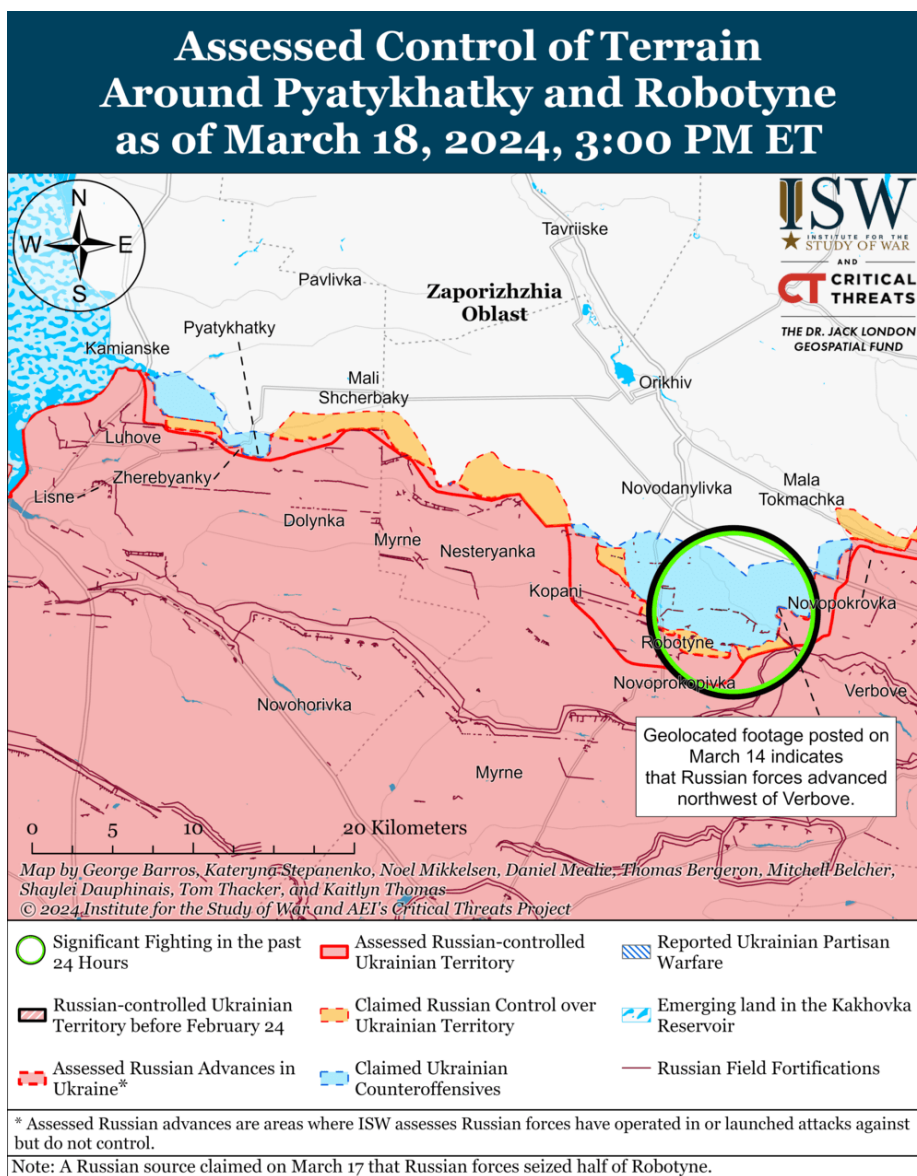 Assessed Control of Terrain
Around Pyatykhatky and Robotyne
as of March 18, 2024, 3:00 PM ET
N
W E
S
ISW
INSTITUTE FOR THE
STUDY OF WAR
AND
CT CRITICAL
THREATS
THE DR. JACK LONDON
GEOSPATIAL FUND
Tavriiske
Pavlivka
Zaporizhzhia
Oblast
Pyatykhatky
Kamianske
Mali
Shcherbaky
Orikhiv
Luhove
Zherebyanky
Lisne
Novodanylivka
Mala
Tokmachka
Dolynka
Myrne
Nesteryanka
Kopani
Novopokrovka
Robotyne
Novoprokopivka
Verbove
Novohorivka
Geolocated footage posted on
March 14 indicates
that Russian forces advanced
northwest of Verbove.
Myrne
0 5 10 20 Kilometers
Map by George Barros, Kateryna Stepanenko, Noel Mikkelsen, Daniel Mealie, Thomas Bergeron, Mitchell Belcher,
Shaylei Dauphinais, Tom Thacker, and Kaitlyn Thomas
© 2024 Institute for the Study of War and AEI's Critical Threats Project
Significant Fighting in the past
24 Hours
Assessed Russian-controlled
Ukrainian Territory
Reported Ukrainian Partisan
Warfare
Russian-controlled Ukrainian
Territory before February 24
Claimed Russian Control over
Ukrainian Territory
Emerging land in the Kakhovka
Reservoir
Assessed Russian Advances in
Ukraine*
Claimed Ukrainian
Counteroffensives
Russian Field Fortifications
* Assessed Russian advances are areas where ISW assesses Russian forces have operated in or launched attacks against
but do not control.
Note: A Russian source claimed on March 17 that Russian forces seized half of Robotyne.